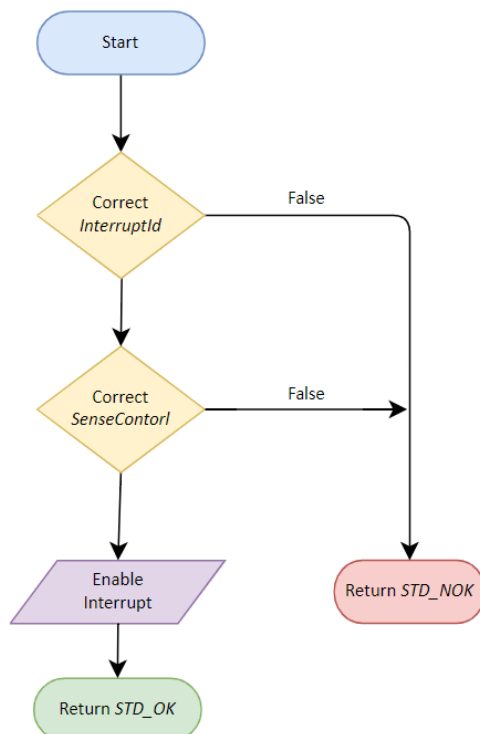 Start
Correct
InterruptId
False
Correct
SenseContorl
False
Enable
Interrupt
Return STD_NOK
Return STD_OK